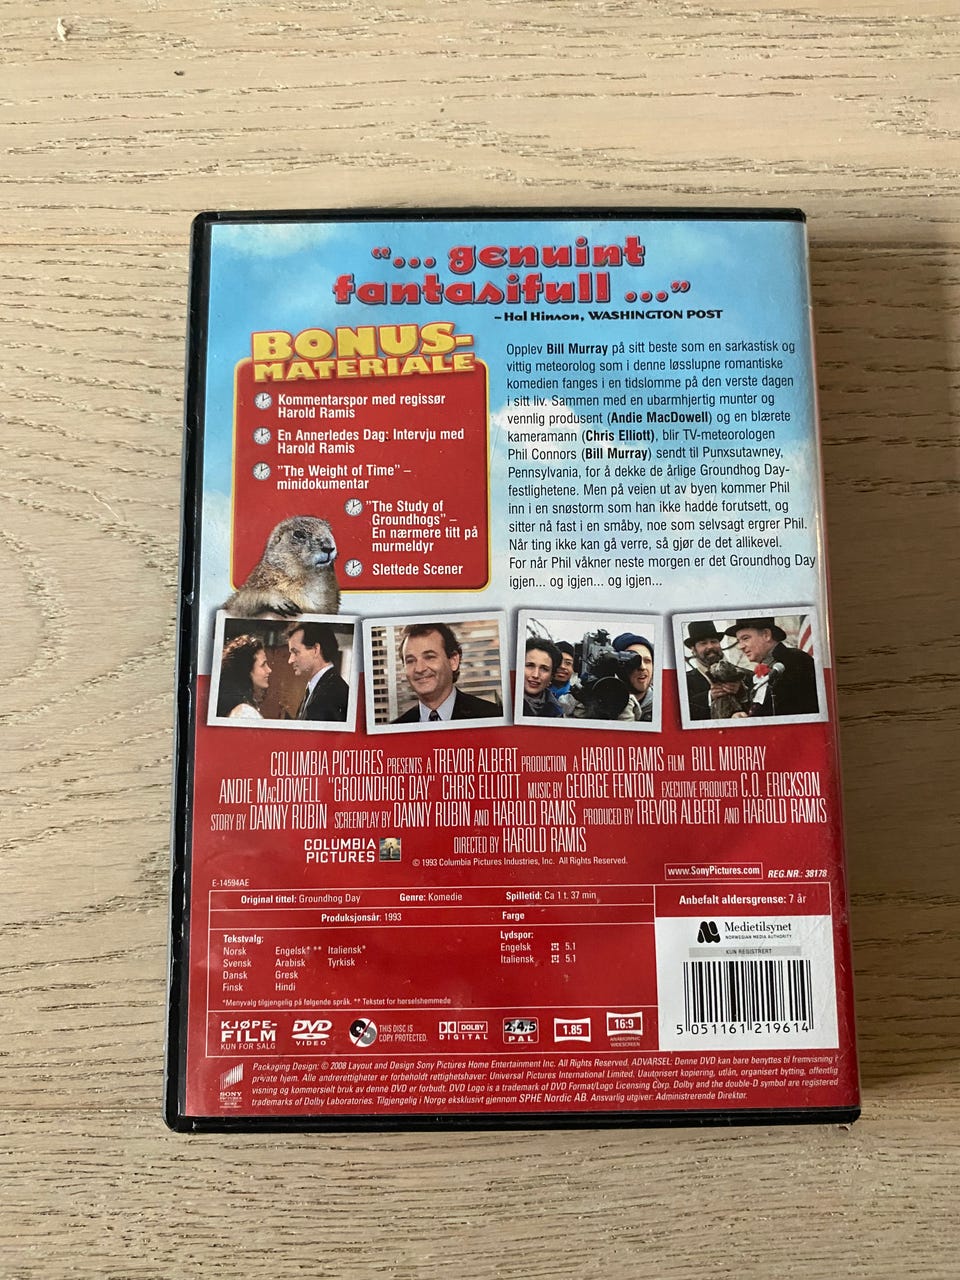 “... genuint
fantasifull ...”
– Hal Hinson, WASHINGTON POST
BONUS-
MATERIALE
Kommentarspor med regissør
Harold Ramis
En Annerledes Dag: Intervju med
Harold Ramis
"The Weight of Time" –
minidokumentar
"The Study of
Groundhogs" –
En nærmere titt på
murmeldyr
Slettede Scener
Opplev Bill Murray på sitt beste som en sarkastisk og
vittig meteorolog som i denne løsslupne romantiske
komedien fanges i en tidslomme på den verste dagen
i sitt liv. Sammen med en ubarmhjertig munter og
vennlig produsent (Andie MacDowell) og en blærete
kameramann (Chris Elliott), blir TV-meteorologen
Phil Connors (Bill Murray) sendt til Punxsutawney,
Pennsylvania, for å dekke de årlige Groundhog Day-
festlighetene. Men på veien ut av byen kommer Phil
inn i en snøstorm som han ikke hadde forutsett, og
sitter nå fast i en småby, noe som selvsagt ergrer Phil.
Når ting ikke kan gå verre, så gjør de det allikevel.
For når Phil våkner neste morgen er det Groundhog Day
igjen... og igjen... og igjen...
COLUMBIA PICTURES PRESENTS A TREVOR ALBERT PRODUCTION A HAROLD RAMIS FILM BILL MURRAY
ANDIE MacDOWELL "GROUNDHOG DAY" CHRIS ELLIOTT MUSIC BY GEORGE FENTON EXECUTIVE PRODUCER C.O. ERICKSON
STORY BY DANNY RUBIN SCREENPLAY BY DANNY RUBIN AND HAROLD RAMIS PRODUCED BY TREVOR ALBERT AND HAROLD RAMIS
DIRECTED BY HAROLD RAMIS
COLUMBIA
PICTURES
© 1993 Columbia Pictures Industries, Inc. All Rights Reserved.
www.SonyPictures.com REG.NR.: 38178
E-14594AE
Original tittel: Groundhog Day Genre: Komedie Spilletid: Ca 1 t. 37 min.
Produksjonsår: 1993 Farge
Anbefalt aldersgrense: 7 år
Medietilsynet
NORWEGIAN MEDIA AUTHORITY
KUN REGISTRERT
Tekstvalg:
Norsk Engelsk* ** Italiensk*
Svensk Arabisk Tyrkisk
Dansk Gresk
Finsk Hindi
Lydspor:
Engelsk 5.1
Italiensk 5.1
*Menyvalg tilgjengelig på følgende språk. ** Tekstet for hørselshemmede
KJØPE-
FILM
KUN FOR SALG
DVD
VIDEO
THIS DISC IS
COPY PROTECTED.
DOLBY
DIGITAL
2,4,5
PAL
1.85
16:9
ANAMORPHIC
WIDESCREEN
5 051161 219614
SONY
PICTURES
Packaging Design: © 2008 Layout and Design Sony Pictures Home Entertainment Inc. All Rights Reserved. ADVARSEL: Denne DVD kan bare benyttes til fremvisning i
private hjem. Alle andrerettigheter er forbeholdt rettighetshaver: Universal Pictures International Limited. Uautorisert kopiering, utlån, organisert bytting, offentlig
visning og kommersielt bruk av denne DVD er forbudt. DVD Logo is a trademark of DVD Format/Logo Licensing Corp. Dolby and the double-D symbol are registered
trademarks of Dolby Laboratories. Tilgjengelig i Norge eksklusivt gjennom SPHE Nordic AB. Ansvarlig utgiver: Administrerende Direktør.